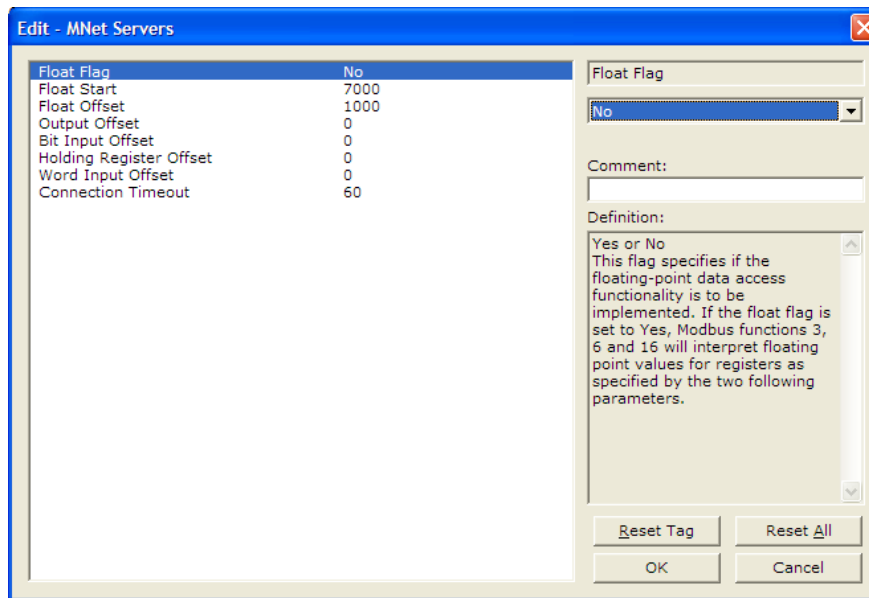 Edit - MNet Servers
Float Flag No
Float Start 7000
Float Offset 1000
Output Offset 0
Bit Input Offset 0
Holding Register Offset 0
Word Input Offset 0
Connection Timeout 60
Float Flag
No
Comment:
Definition:
Yes or No
This flag specifies if the
floating-point data access
functionality is to be
implemented. If the float flag is
set to Yes, Modbus functions 3,
6 and 16 will interpret floating
point values for registers as
specified by the two following
parameters.
Reset Tag Reset All
OK Cancel